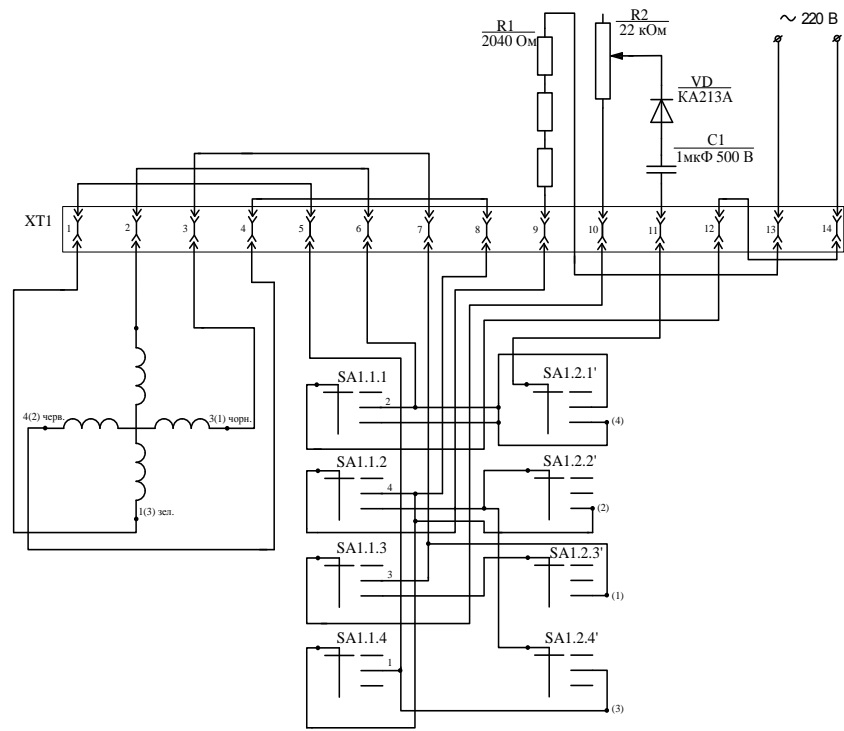 ~ 220 В
R1
2040 Ом
R2
22 кОм
VD
КА213А
C1
1мкФ 500 В
XT1
1
2
3
4
5
6
7
8
9
10
11
12
13
14
SA1.1.1
2
SA1.2.1'
(4)
4(2) черв.
3(1) чорн.
SA1.1.2
4
SA1.2.2'
(2)
1(3) зел.
SA1.1.3
3
SA1.2.3'
(1)
SA1.1.4
1
SA1.2.4'
(3)